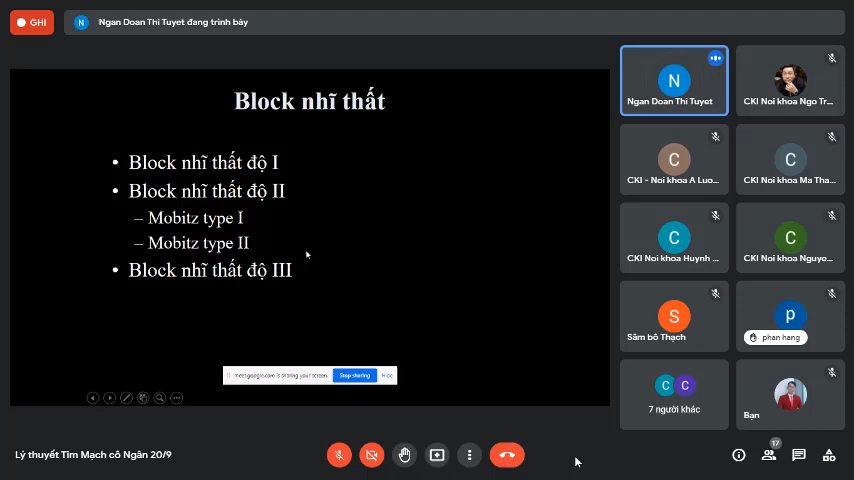 GHI
N
Ngan Doan Thi Tuyet đang trình bày
Block nhĩ thất
• Block nhĩ thất độ I
• Block nhĩ thất độ II
– Mobitz type I
– Mobitz type II
• Block nhĩ thất độ III
meet.google.com is sharing your screen.
Stop sharing
Hide
N
Ngan Doan Thi Tuyet
CKI Noi khoa Ngo Tr...
C
CKI - Noi khoa A Luo...
C
CKI Noi khoa Ma Tha...
C
CKI Noi khoa Huynh ...
C
CKI Noi khoa Nguye...
S
Sâm bô Thạch
p
phan hang
C C
7 người khác
Bạn
Lý thuyết Tim Mạch cô Ngân 20/9
17